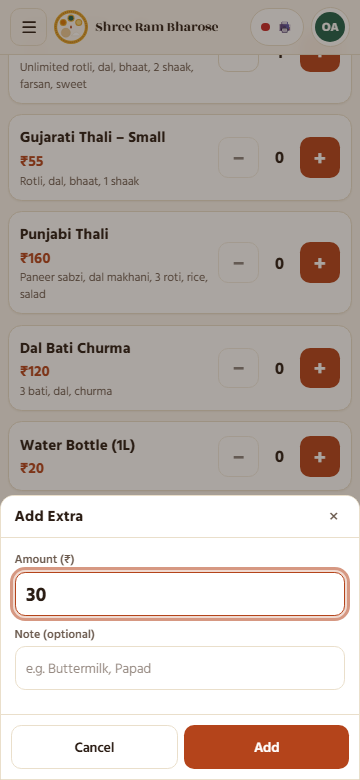 Shree Ram Bharose
OA
Unlimited rotli, dal, bhaat, 2 shaak,
farsan, sweet
Gujarati Thali – Small
₹55
Rotli, dal, bhaat, 1 shaak
− 0 +
Punjabi Thali
₹160
Paneer sabzi, dal makhani, 3 roti, rice,
salad
− 0 +
Dal Bati Churma
₹120
3 bati, dal, churma
− 0 +
Water Bottle (1L)
₹20
− 0 +
Add Extra
×
Amount (₹)
30
Note (optional)
e.g. Buttermilk, Papad
Cancel
Add